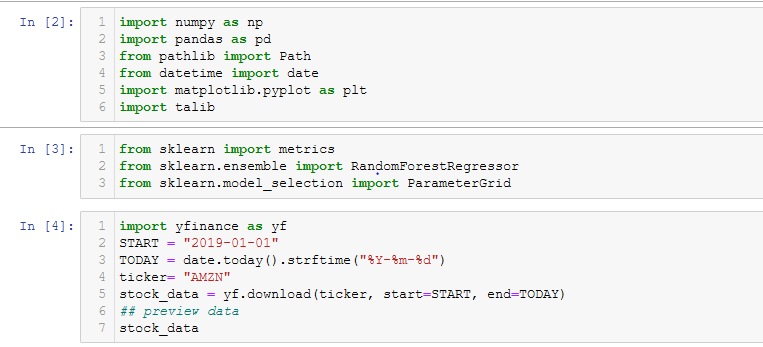 In [2]:
1 import numpy as np
2 import pandas as pd
3 from pathlib import Path
4 from datetime import date
5 import matplotlib.pyplot as plt
6 import talib
In [3]:
1 from sklearn import metrics
2 from sklearn.ensemble import RandomForestRegressor
3 from sklearn.model_selection import ParameterGrid
In [4]:
1 import yfinance as yf
2 START = "2019-01-01"
3 TODAY = date.today().strftime("%Y-%m-%d")
4 ticker= "AMZN"
5 stock_data = yf.download(ticker, start=START, end=TODAY)
6 ## preview data
7 stock_data